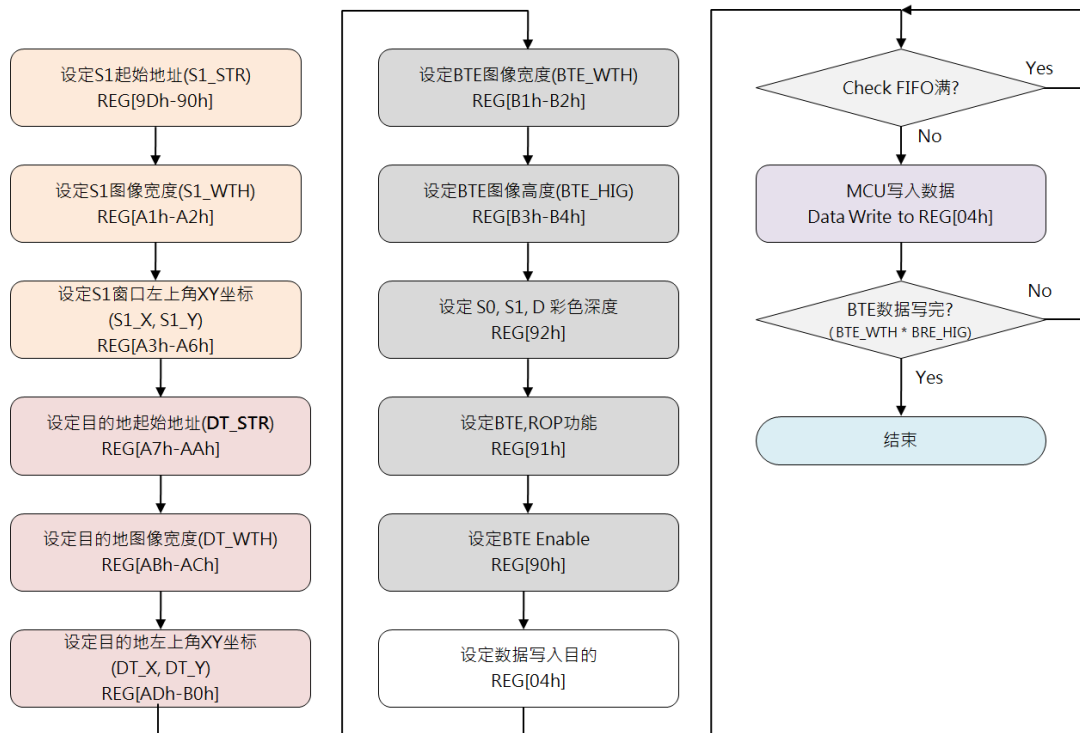 设定S1起始地址(S1_STR)
REG[9Dh-90h]
设定S1图像宽度(S1_WTH)
REG[A1h-A2h]
设定S1窗口左上角XY坐标
(S1_X, S1_Y)
REG[A3h-A6h]
设定目的地起始地址(DT_STR)
REG[A7h-AAh]
设定目的地图像宽度(DT_WTH)
REG[ABh-ACh]
设定目的地左上角XY坐标
(DT_X, DT_Y)
REG[ADh-B0h]
设定BTE图像宽度(BTE_WTH)
REG[B1h-B2h]
设定BTE图像高度(BTE_HIG)
REG[B3h-B4h]
设定 S0, S1, D 彩色深度
REG[92h]
设定BTE,ROP功能
REG[91h]
设定BTE Enable
REG[90h]
设定数据写入目的
REG[04h]
Check FIFO满?
Yes
No
MCU写入数据
Data Write to REG[04h]
BTE数据写完?
(BTE_WTH * BRE_HIG)
No
Yes
结束